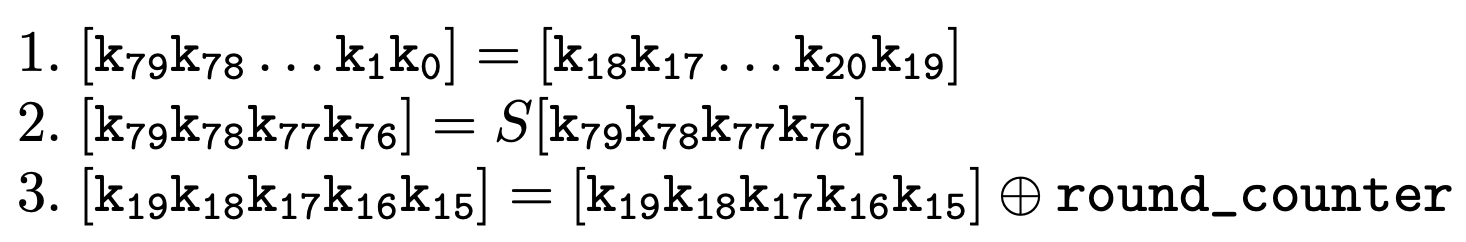 1. [k₇₉k₇₈ … k₁k₀] = [k₁₈k₁₇ … k₂₀k₁₉]
2. [k₇₉k₇₈k₇₇k₇₆] = S[k₇₉k₇₈k₇₇k₇₆]
3. [k₁₉k₁₈k₁₇k₁₆k₁₅] = [k₁₉k₁₈k₁₇k₁₆k₁₅] ⊕ round_counter